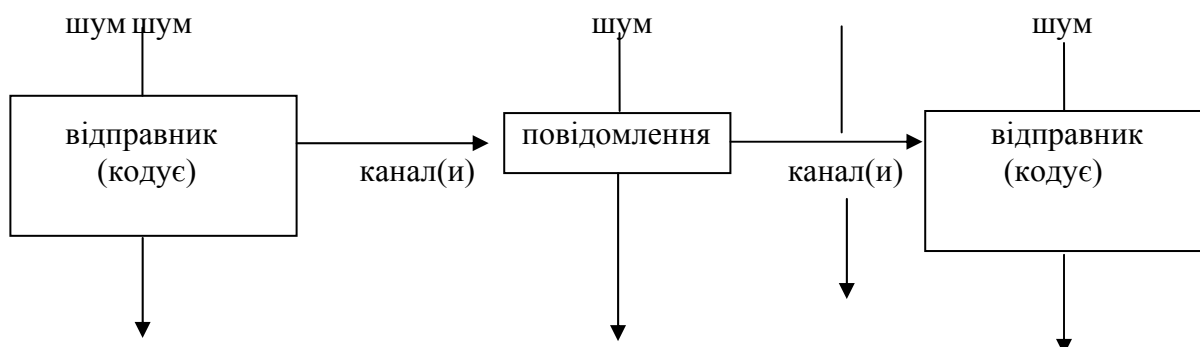 шум шум шум шум
відправник
(кодує)
канал(и)
повідомлення
канал(и)
відправник
(кодує)